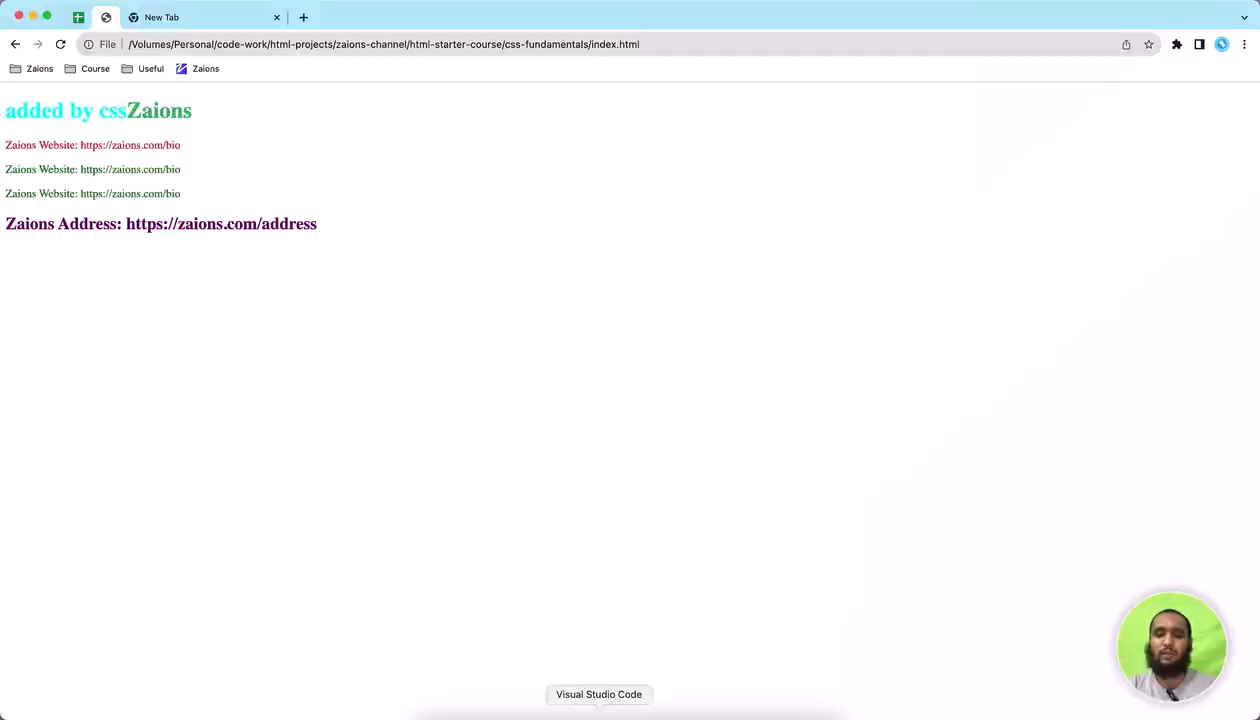 New Tab
File /Volumes/Personal/code-work/html-projects/zaions-channel/html-starter-course/css-fundamentals/index.html
Zaions Course Useful Zaions
added by cssZaions
Zaions Website: https://zaions.com/bio
Zaions Website: https://zaions.com/bio
Zaions Website: https://zaions.com/bio
Zaions Address: https://zaions.com/address
Visual Studio Code